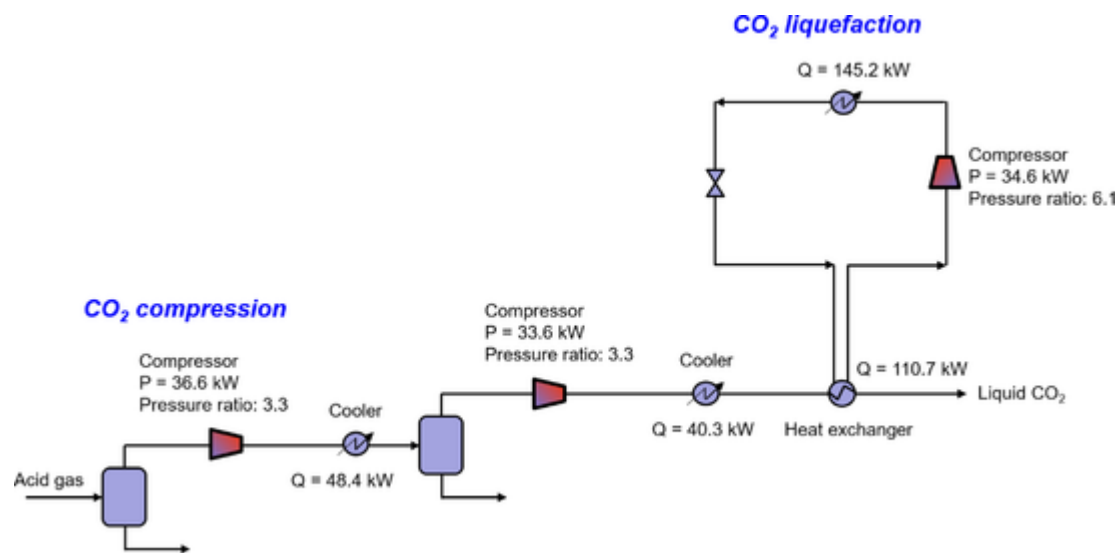 CO₂ liquefaction
Q = 145.2 kW
Compressor
P = 34.6 kW
Pressure ratio: 6.1
CO₂ compression
Compressor
P = 33.6 kW
Pressure ratio: 3.3
Compressor
P = 36.6 kW
Pressure ratio: 3.3
Cooler
Cooler
Q = 110.7 kW
Liquid CO₂
Q = 40.3 kW
Heat exchanger
Acid gas
Q = 48.4 kW